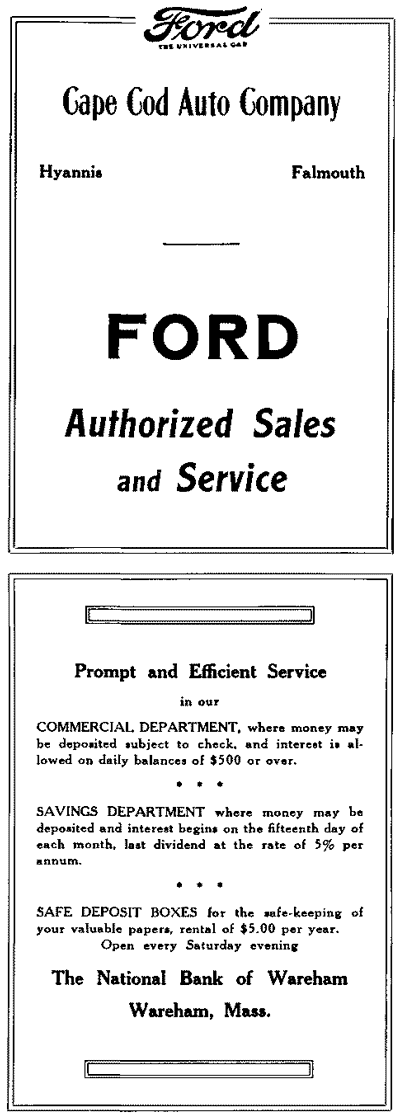 Ford
THE UNIVERSAL CAR
Cape Cod Auto Company
Hyannis Falmouth
FORD
Authorized Sales
and Service
Prompt and Efficient Service
in our
COMMERCIAL DEPARTMENT, where money may
be deposited subject to check, and interest is al-
lowed on daily balances of $500 or over.
* * *
SAVINGS DEPARTMENT where money may be
deposited and interest begins on the fifteenth day of
each month, last dividend at the rate of 5% per
annum.
* * *
SAFE DEPOSIT BOXES for the safe-keeping of
your valuable papers, rental of $5.00 per year.
Open every Saturday evening
The National Bank of Wareham
Wareham, Mass.